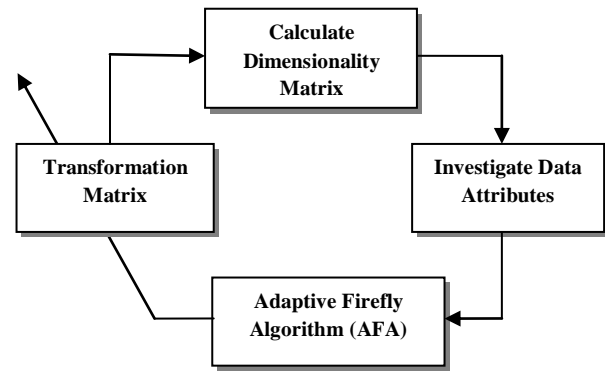 Calculate
Dimensionality
Matrix
Transformation
Matrix
Investigate Data
Attributes
Adaptive Firefly
Algorithm (AFA)